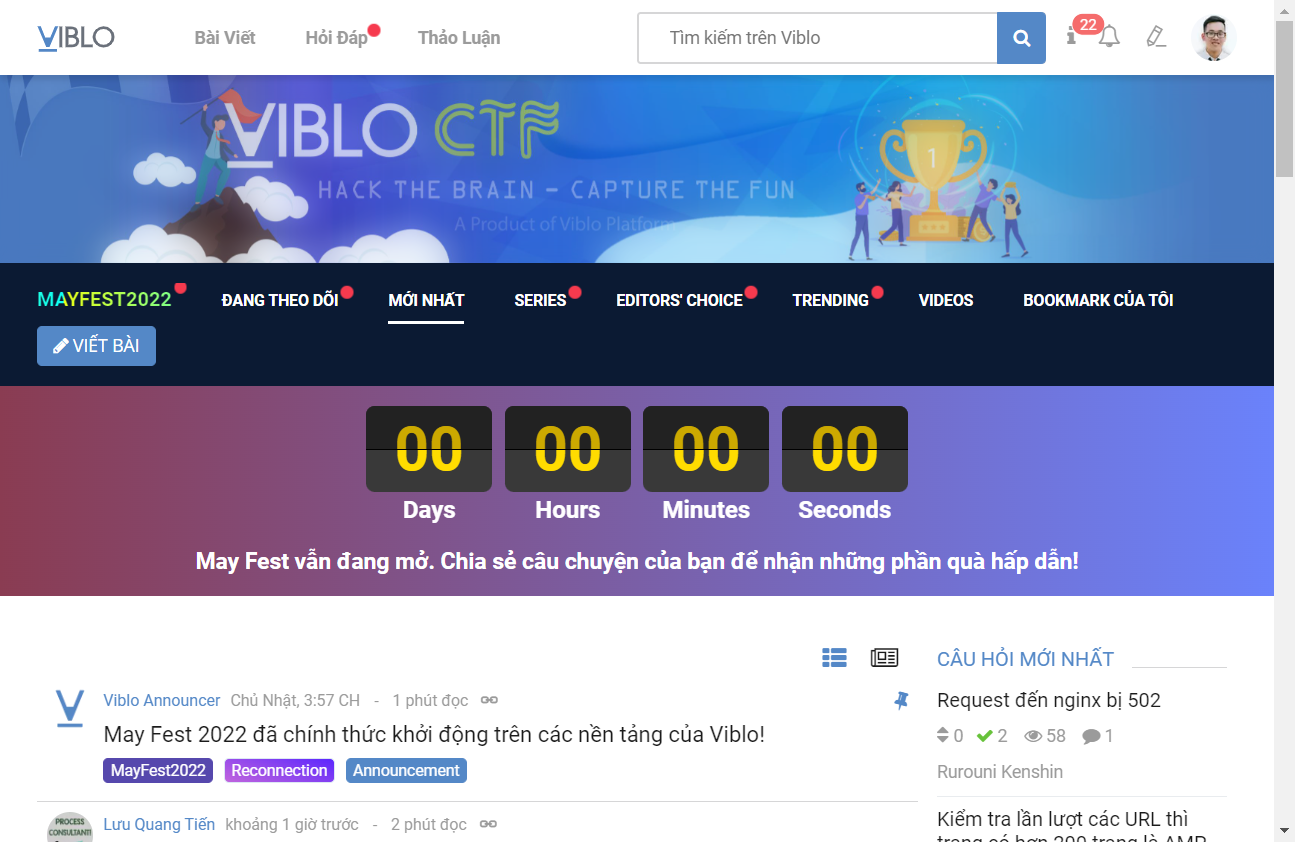 VIBLO
Bài Viết
Hỏi Đáp
Thảo Luận
Tìm kiếm trên Viblo
22
VIBLO CTF
HACK THE BRAIN – CAPTURE THE FUN
A Product of Viblo Platform
1
MAYFEST2022
ĐANG THEO DÕI
MỚI NHẤT
SERIES
EDITORS' CHOICE
TRENDING
VIDEOS
BOOKMARK CỦA TÔI
VIẾT BÀI
00 00 00 00
Days Hours Minutes Seconds
May Fest vẫn đang mở. Chia sẻ câu chuyện của bạn để nhận những phần quà hấp dẫn!
Viblo Announcer Chủ Nhật, 3:57 CH - 1 phút đọc
May Fest 2022 đã chính thức khởi động trên các nền tảng của Viblo!
MayFest2022 Reconnection Announcement
PROCESS
CONSULTANT
Lưu Quang Tiến khoảng 1 giờ trước - 2 phút đọc
CÂU HỎI MỚI NHẤT
Request đến nginx bị 502
0 2 58 1
Rurouni Kenshin
Kiểm tra lần lượt các URL thì
trang có hơn 200 trang là AMP